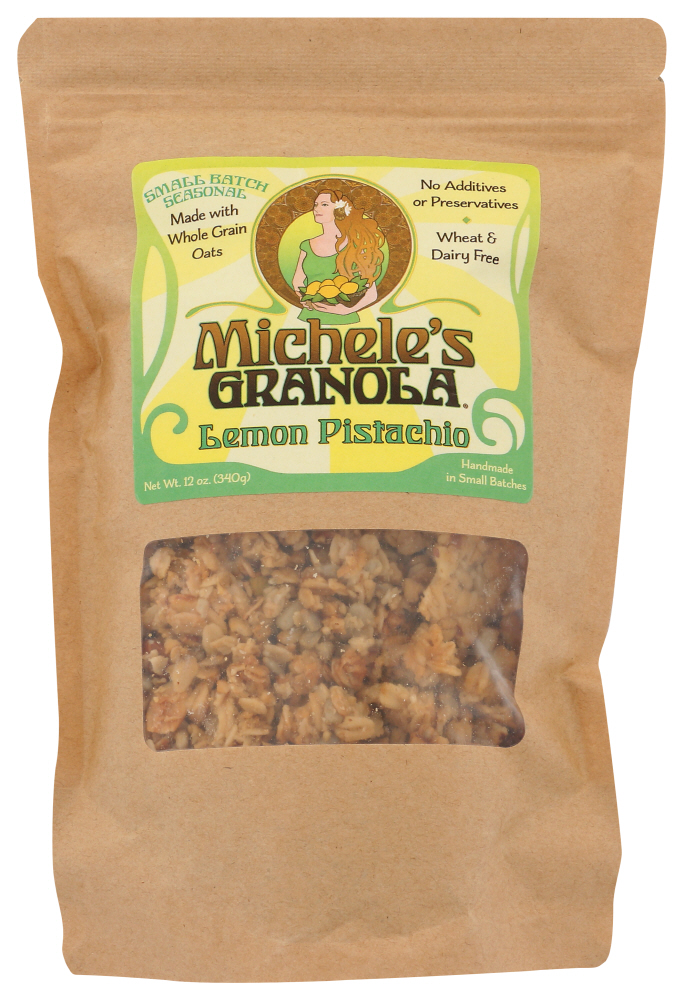 SMALL BATCH
SEASONAL
Made with
Whole Grain
Oats
No Additives
or Preservatives
Wheat &
Dairy Free
Michele's
GRANOLA®
Lemon Pistachio
Net Wt. 12 oz. (340g)
Handmade
in Small Batches